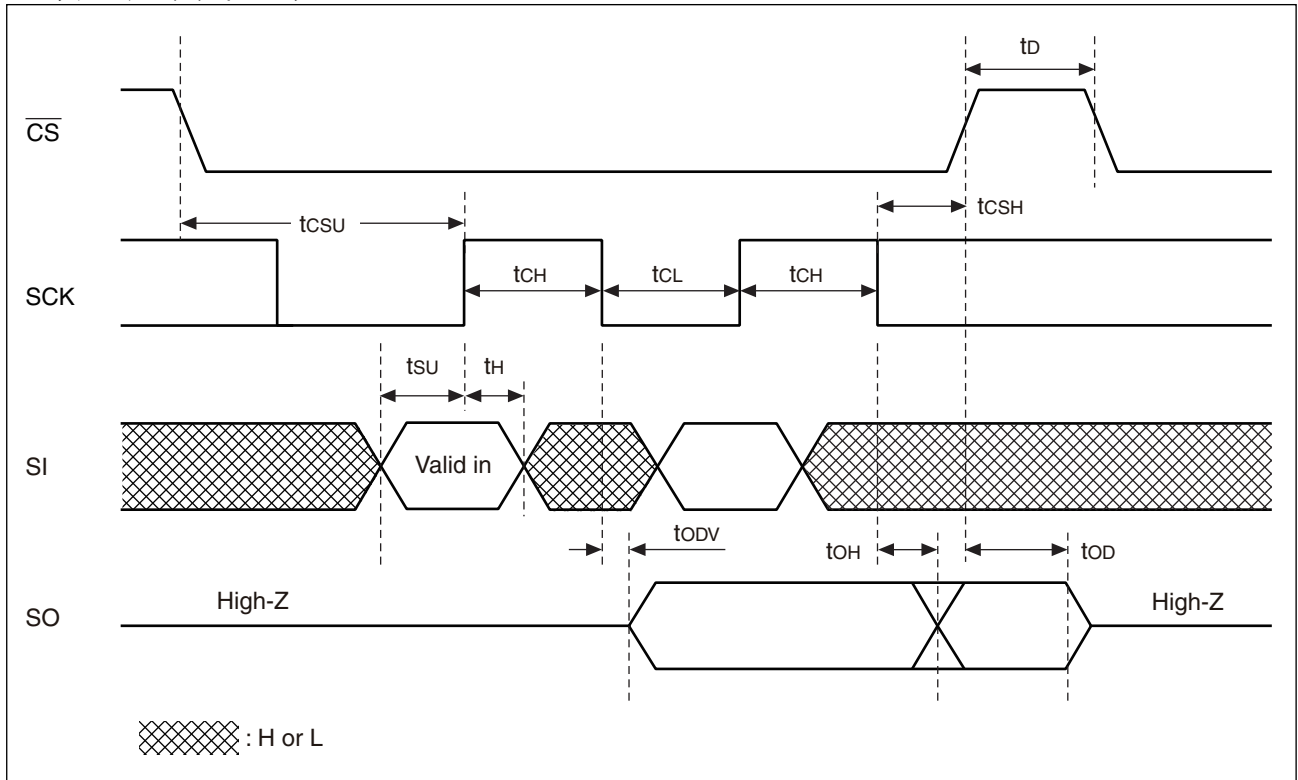 tD
CS
tCSU
tCSH
tCH
tCL
tCH
SCK
tSU
tH
SI
Valid in
tODV
tOH
tOD
High-Z
High-Z
SO
: H or L